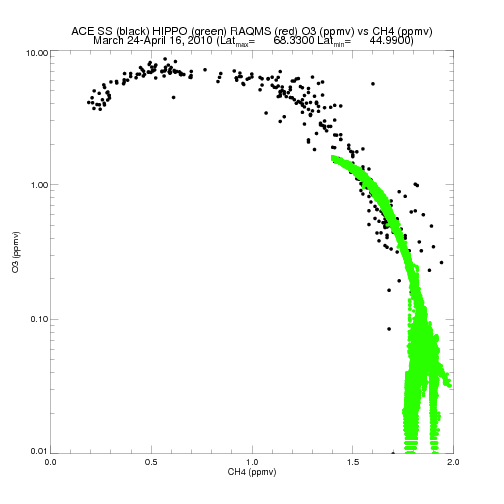 ACE SS (black) HIPPO (green) RAQMS (red) O3 (ppmv) vs CH4 (ppmv)
March 24-April 16, 2010 (Latmax= 68.3300 Latmin= 44.9900)
10.00
1.00
0.10
0.01
O3 (ppmv)
0.0 0.5 1.0 1.5 2.0
CH4 (ppmv)